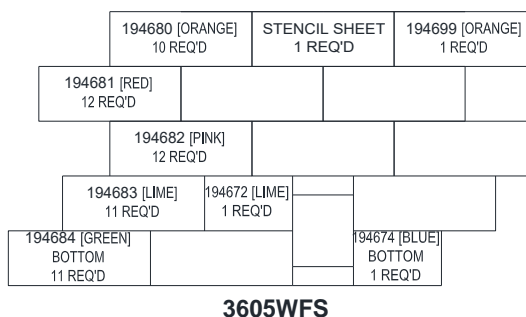 194680 [ORANGE]
10 REQ'D
STENCIL SHEET
1 REQ'D
194699 [ORANGE]
1 REQ'D
194681 [RED]
12 REQ'D
194682 [PINK]
12 REQ'D
194683 [LIME]
11 REQ'D
194672 [LIME]
1 REQ'D
194684 [GREEN]
BOTTOM
11 REQ'D
194674 [BLUE]
BOTTOM
1 REQ'D
3605WFS